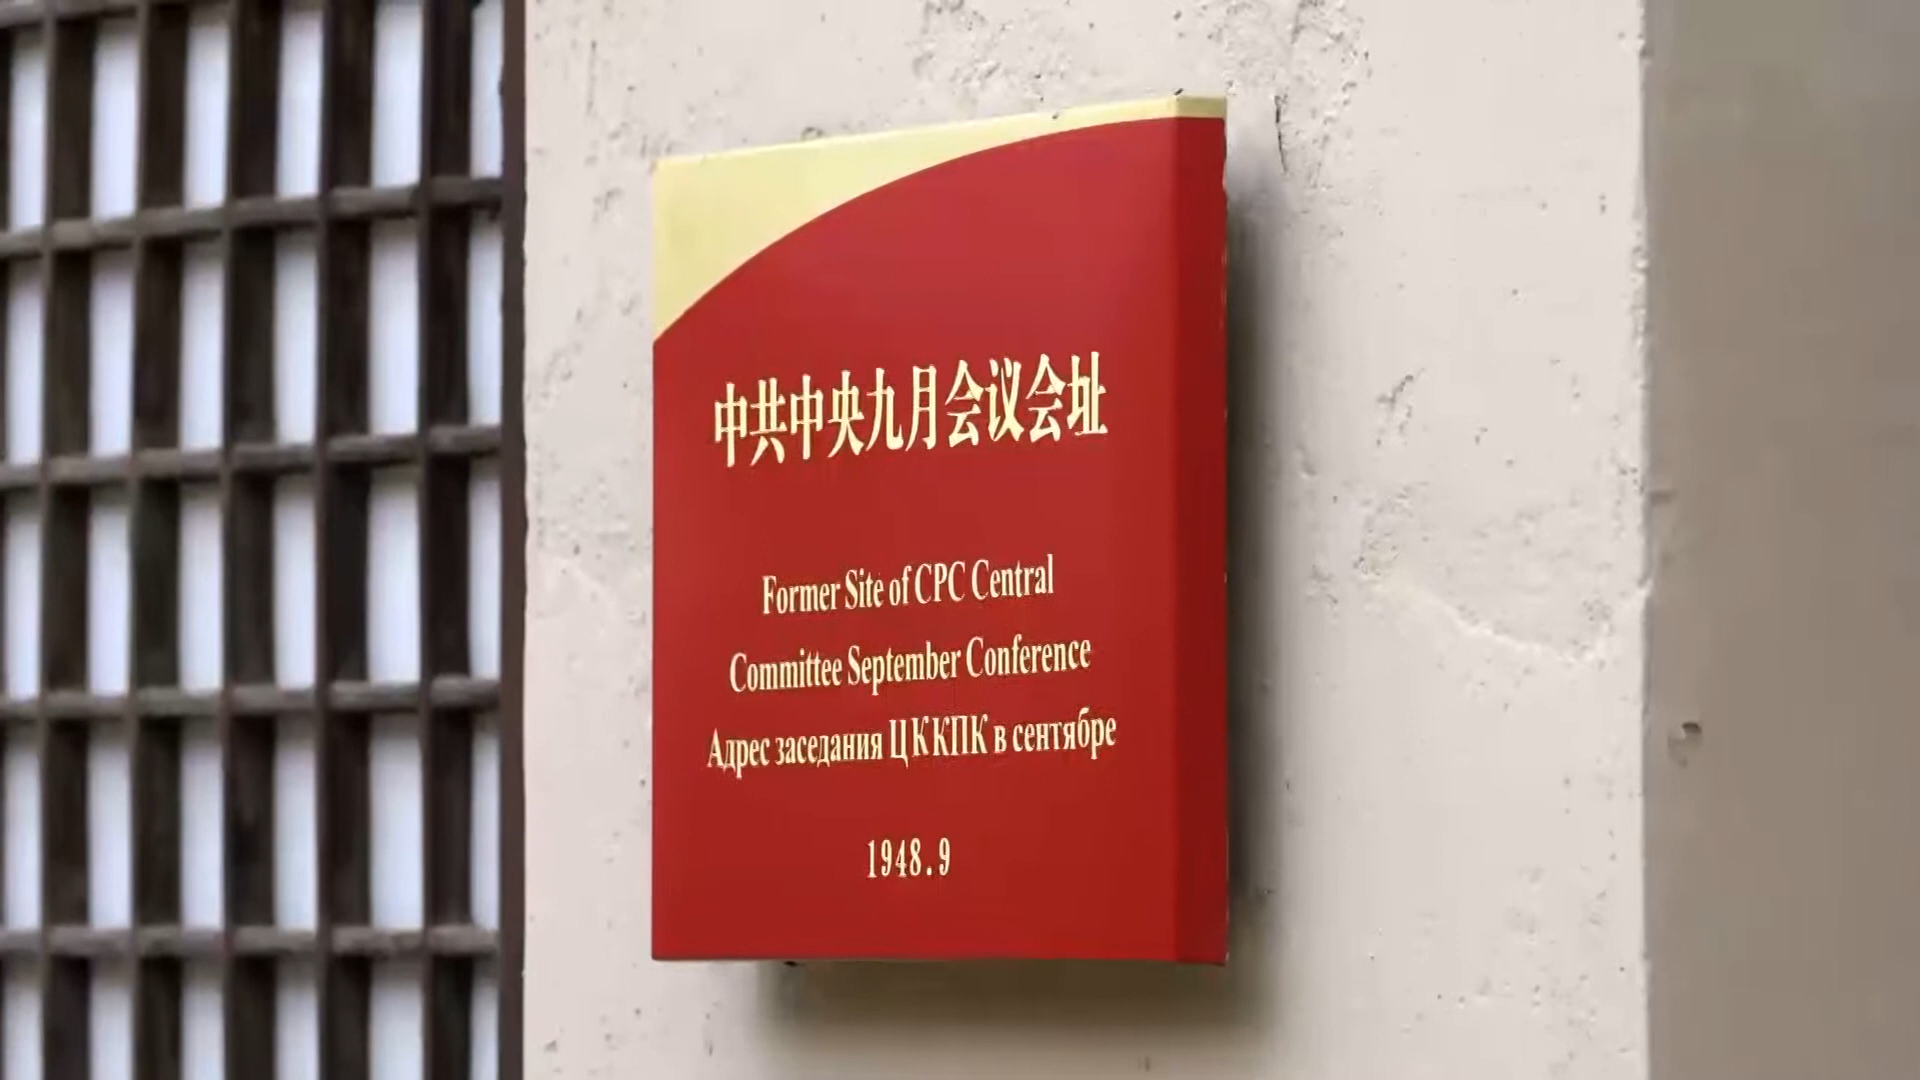 中共中央九月会议会址
Former Site of CPC Central
Committee September Conference
Адрес заседания ЦККПК в сентябре
1948.9